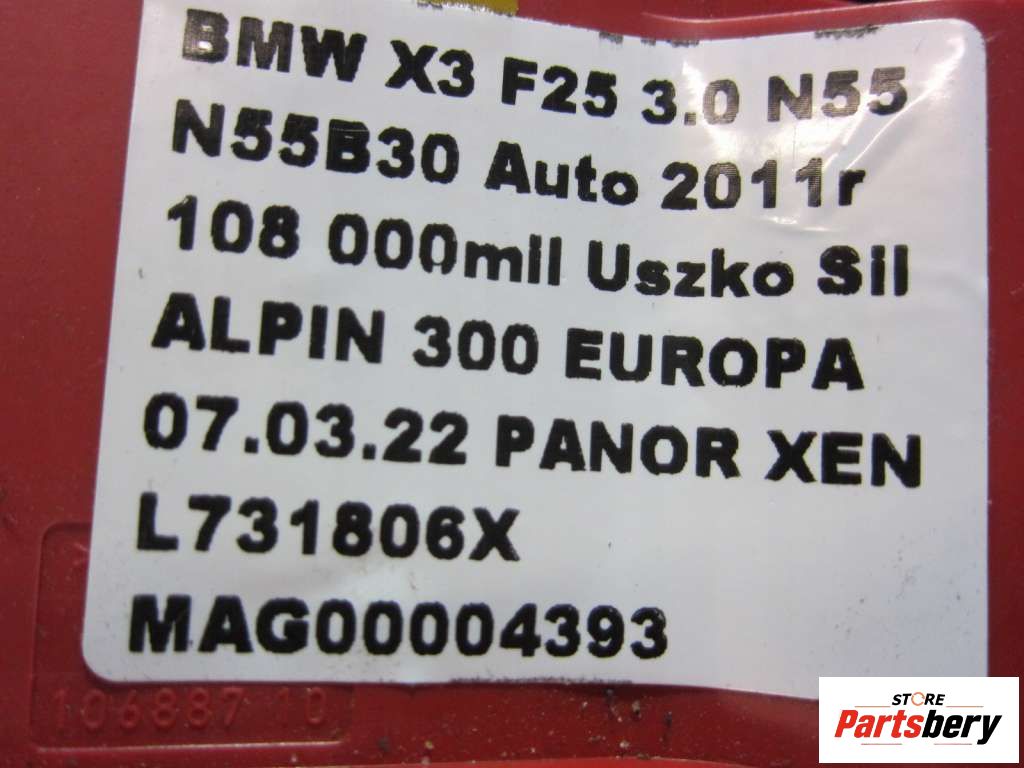 BMW X3 F25 3.0 N55
N55B30 Auto 2011r
108 000mil Uszko Sil
ALPIN 300 EUROPA
07.03.22 PANOR XEN
L731806X
MAG00004393
106887 10
STORE
Partsbery